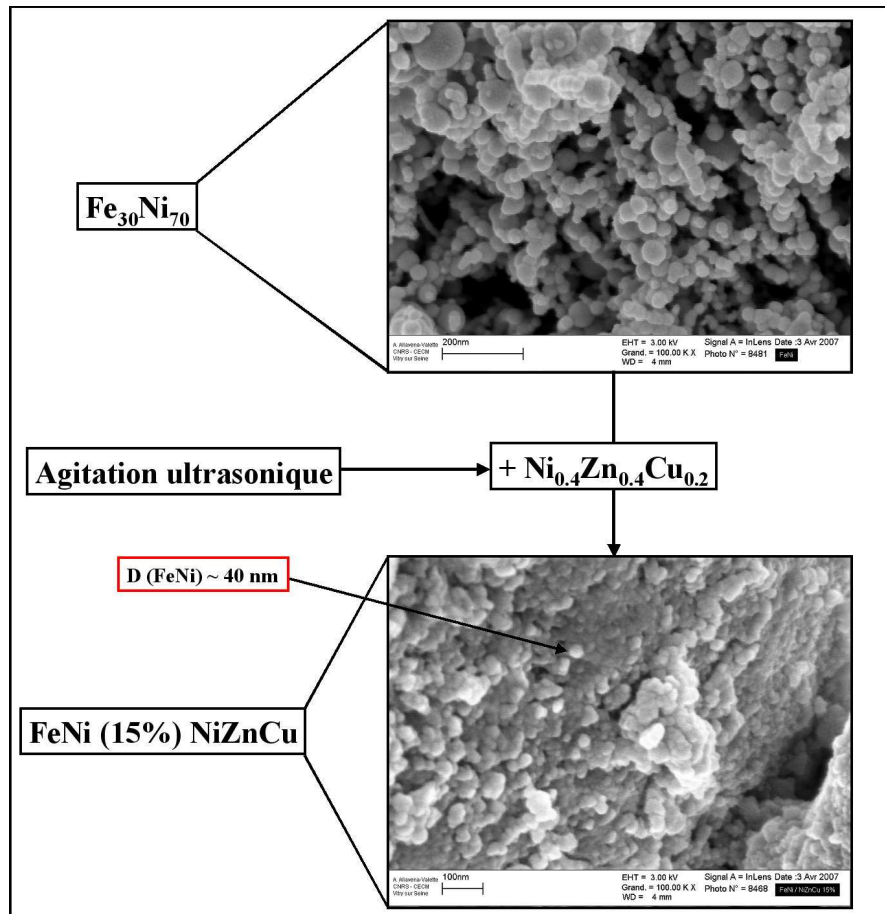 Fe30Ni70
A. Allavena-Valette
CNRS - CECM
Vitry sur Seine
200nm
EHT = 3.00 kV
Grand. = 100.00 K X
WD = 4 mm
Signal A = InLens Date :3 Avr 2007
Photo N° = 8481
FeNi
Agitation ultrasonique
+ Ni0.4Zn0.4Cu0.2
D (FeNi) ~ 40 nm
FeNi (15%) NiZnCu
A. Allavena-Valette
CNRS - CECM
Vitry sur Seine
100nm
EHT = 3.00 kV
Grand. = 100.00 K X
WD = 4 mm
Signal A = InLens Date :3 Avr 2007
Photo N° = 8468
FeNi / NiZnCu 15%